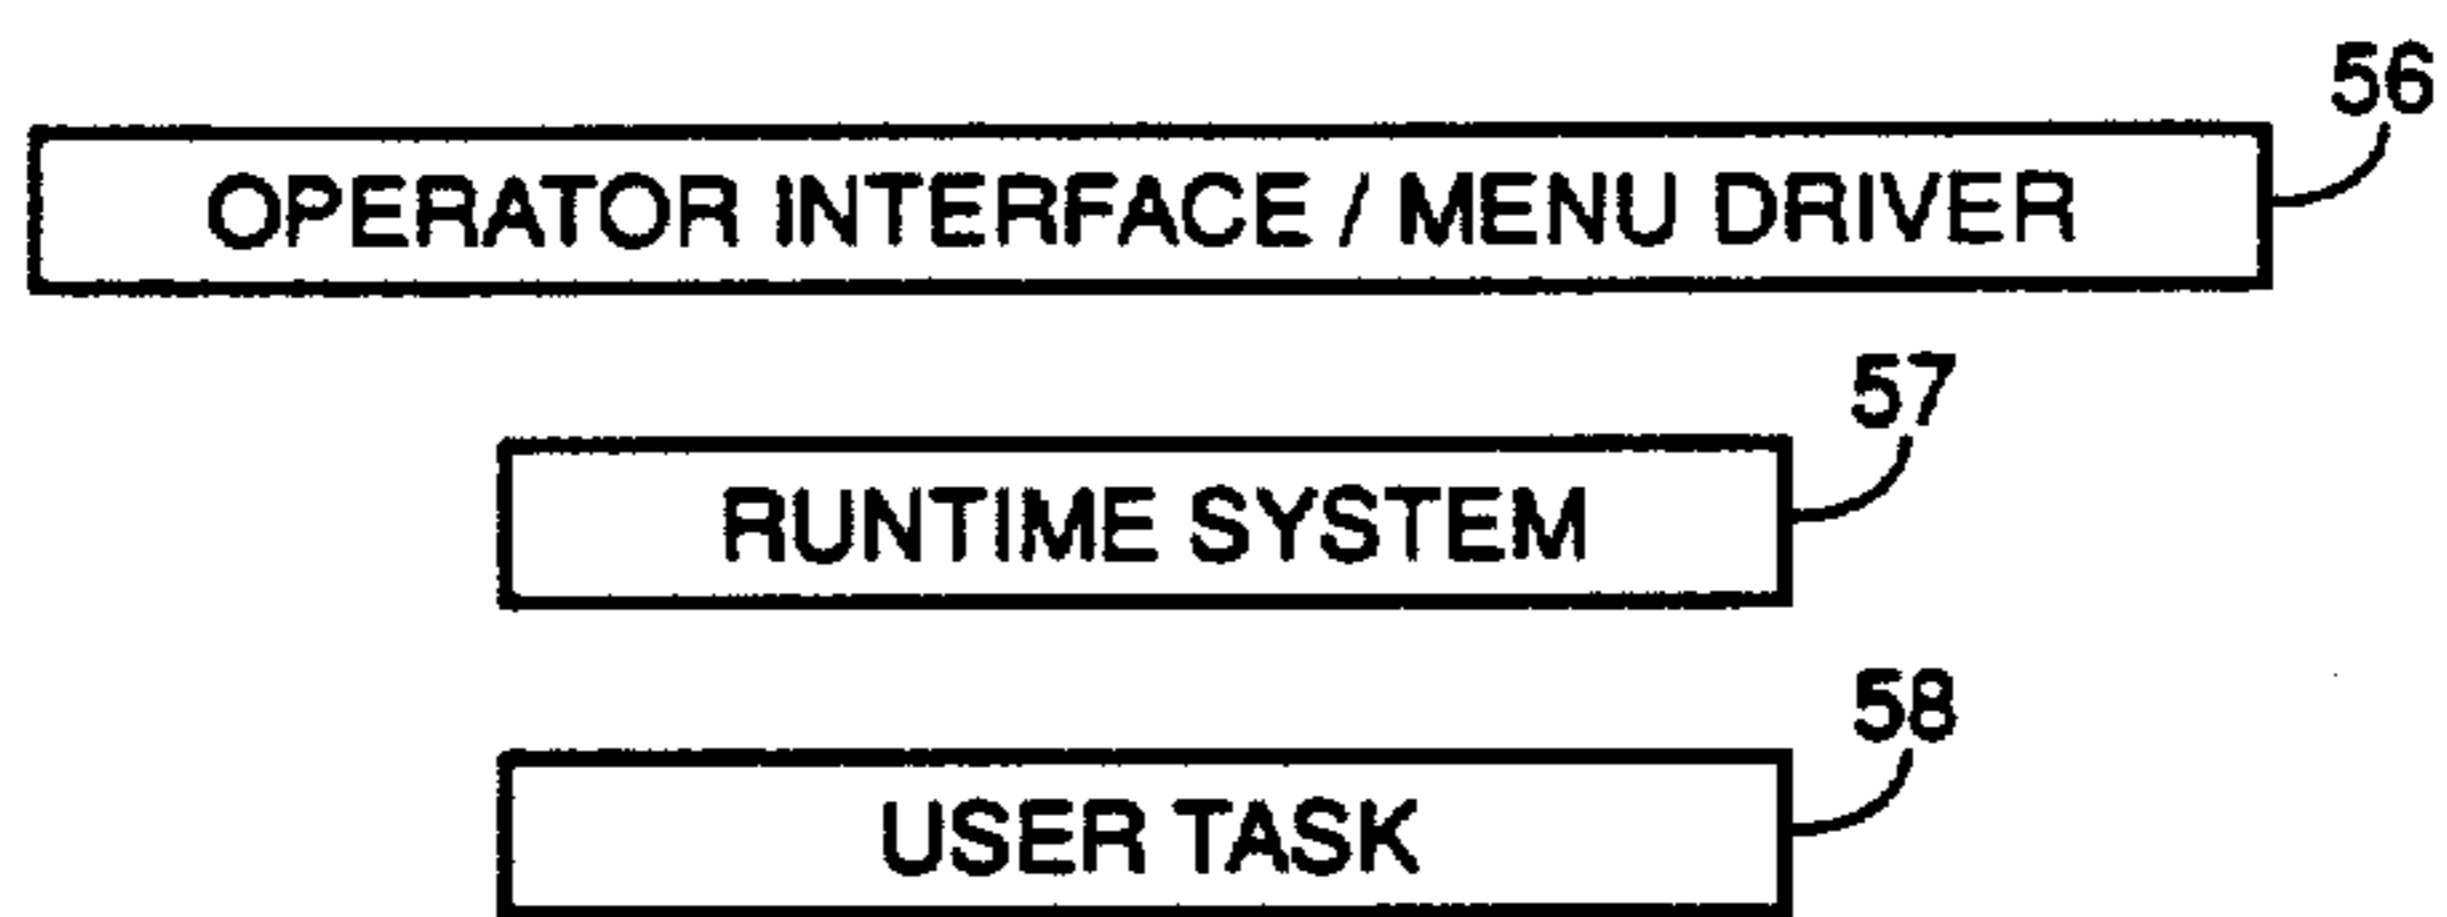 56
OPERATOR INTERFACE / MENU DRIVER
57
RUNTIME SYSTEM
58
USER TASK